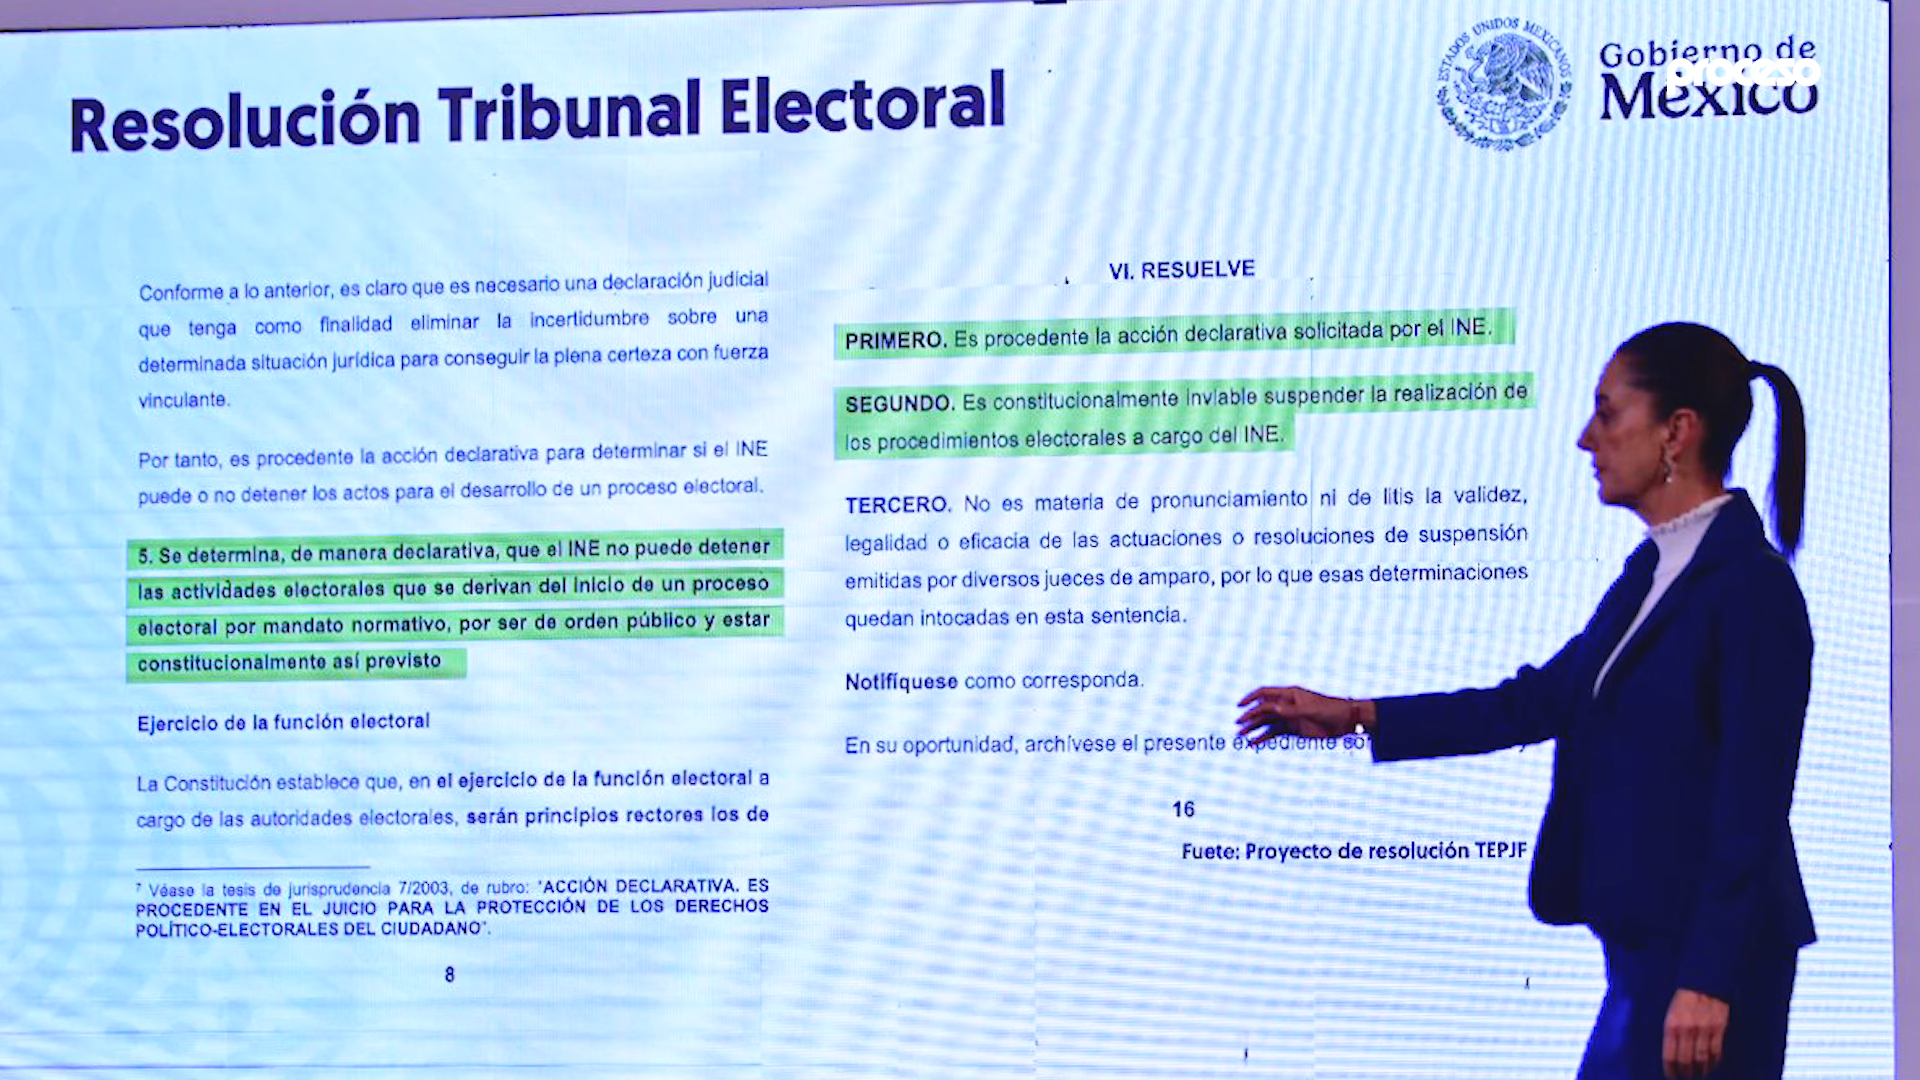 Resolución Tribunal Electoral
ESTADOS UNIDOS MEXICANOS
Gobierno de
México
proceso
Conforme a lo anterior, es claro que es necesario una declaración judicial
que tenga como finalidad eliminar la incertidumbre sobre una
determinada situación jurídica para conseguir la plena certeza con fuerza
vinculante.
Por tanto, es procedente la acción declarativa para determinar si el INE
puede o no detener los actos para el desarrollo de un proceso electoral.
5. Se determina, de manera declarativa, que el INE no puede detener
las actividades electorales que se derivan del inicio de un proceso
electoral por mandato normativo, por ser de orden público y estar
constitucionalmente así previsto
Ejercicio de la función electoral
La Constitución establece que, en el ejercicio de la función electoral a
cargo de las autoridades electorales, serán principios rectores los de
7 Véase la tesis de jurisprudencia 7/2003, de rubro: "ACCIÓN DECLARATIVA. ES
PROCEDENTE EN EL JUICIO PARA LA PROTECCIÓN DE LOS DERECHOS
POLÍTICO-ELECTORALES DEL CIUDADANO".
8
VI. RESUELVE
PRIMERO. Es procedente la acción declarativa solicitada por el INE.
SEGUNDO. Es constitucionalmente inviable suspender la realización de
los procedimientos electorales a cargo del INE.
TERCERO. No es materia de pronunciamiento ni de litis la validez,
legalidad o eficacia de las actuaciones o resoluciones de suspensión
emitidas por diversos jueces de amparo, por lo que esas determinaciones
quedan intocadas en esta sentencia.
Notifíquese como corresponda.
En su oportunidad, archívese el presente expediente
16
Fuete: Proyecto de resolución TEPJF